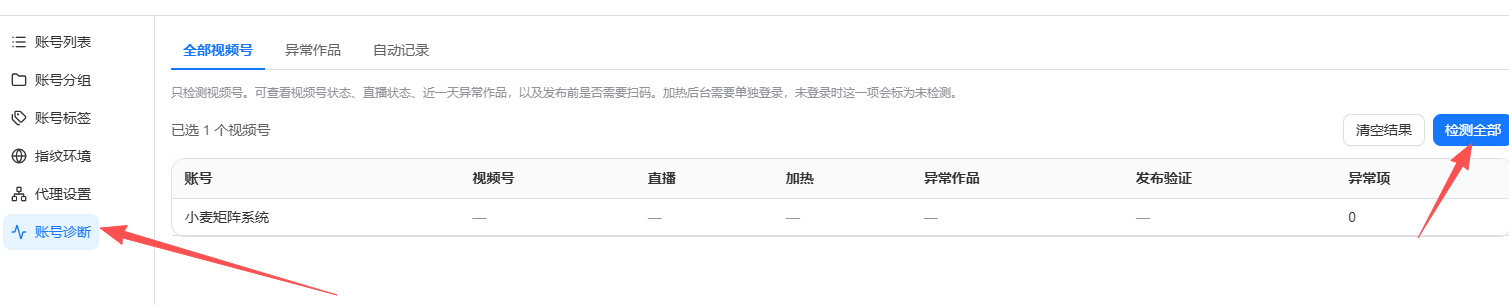 账号列表
账号分组
账号标签
指纹环境
代理设置
账号诊断
全部视频号 异常作品 自动记录
只检测视频号。可查看视频号状态、直播状态、近一天异常作品，以及发布前是否需要扫码。加热后台需要单独登录，未登录时这一项会标为未检测。
已选 1 个视频号 清空结果 检测全部
账号 视频号 直播 加热 异常作品 发布验证 异常项
小麦矩阵系统 — — — — — 0